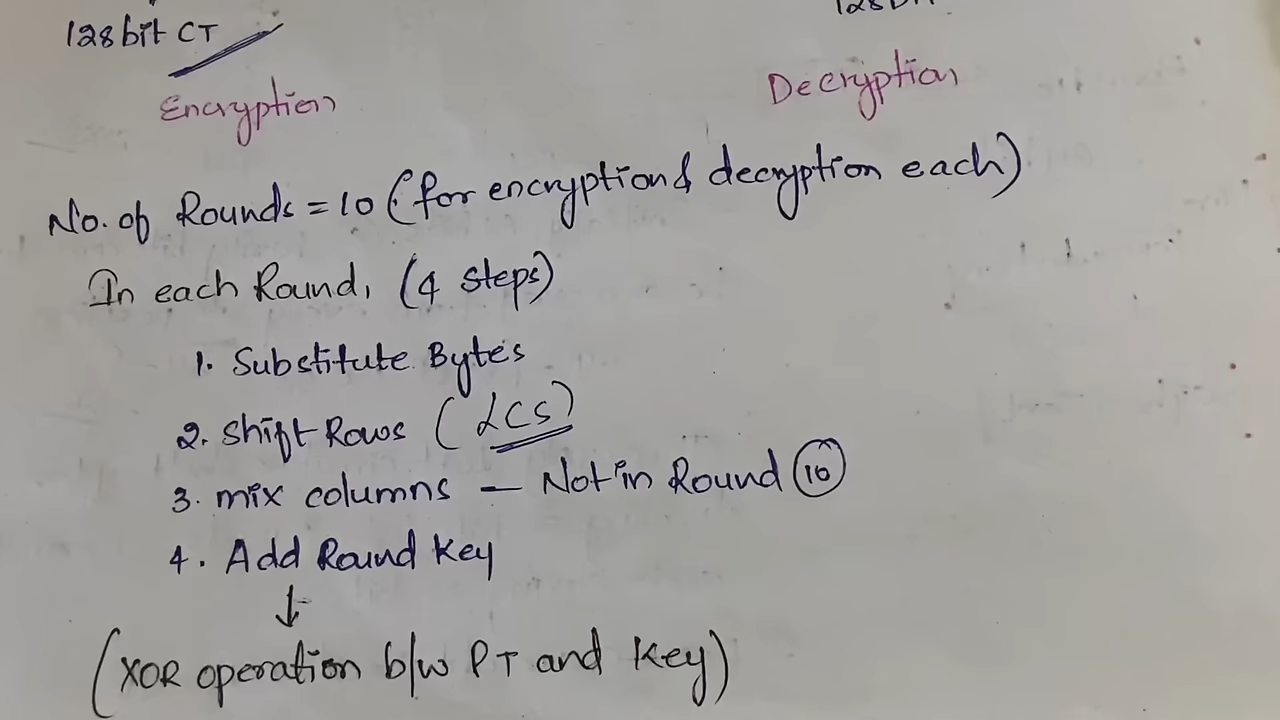 128 bit CT
Encryption
Decryption
No. of Rounds = 10 (for encryption & decryption each)
In each Round, (4 steps)
1. Substitute Bytes
2. Shift Rows (LCS)
3. mix columns — Not in Round 10
4. Add Round Key
↓
(XOR operation b/w PT and Key)